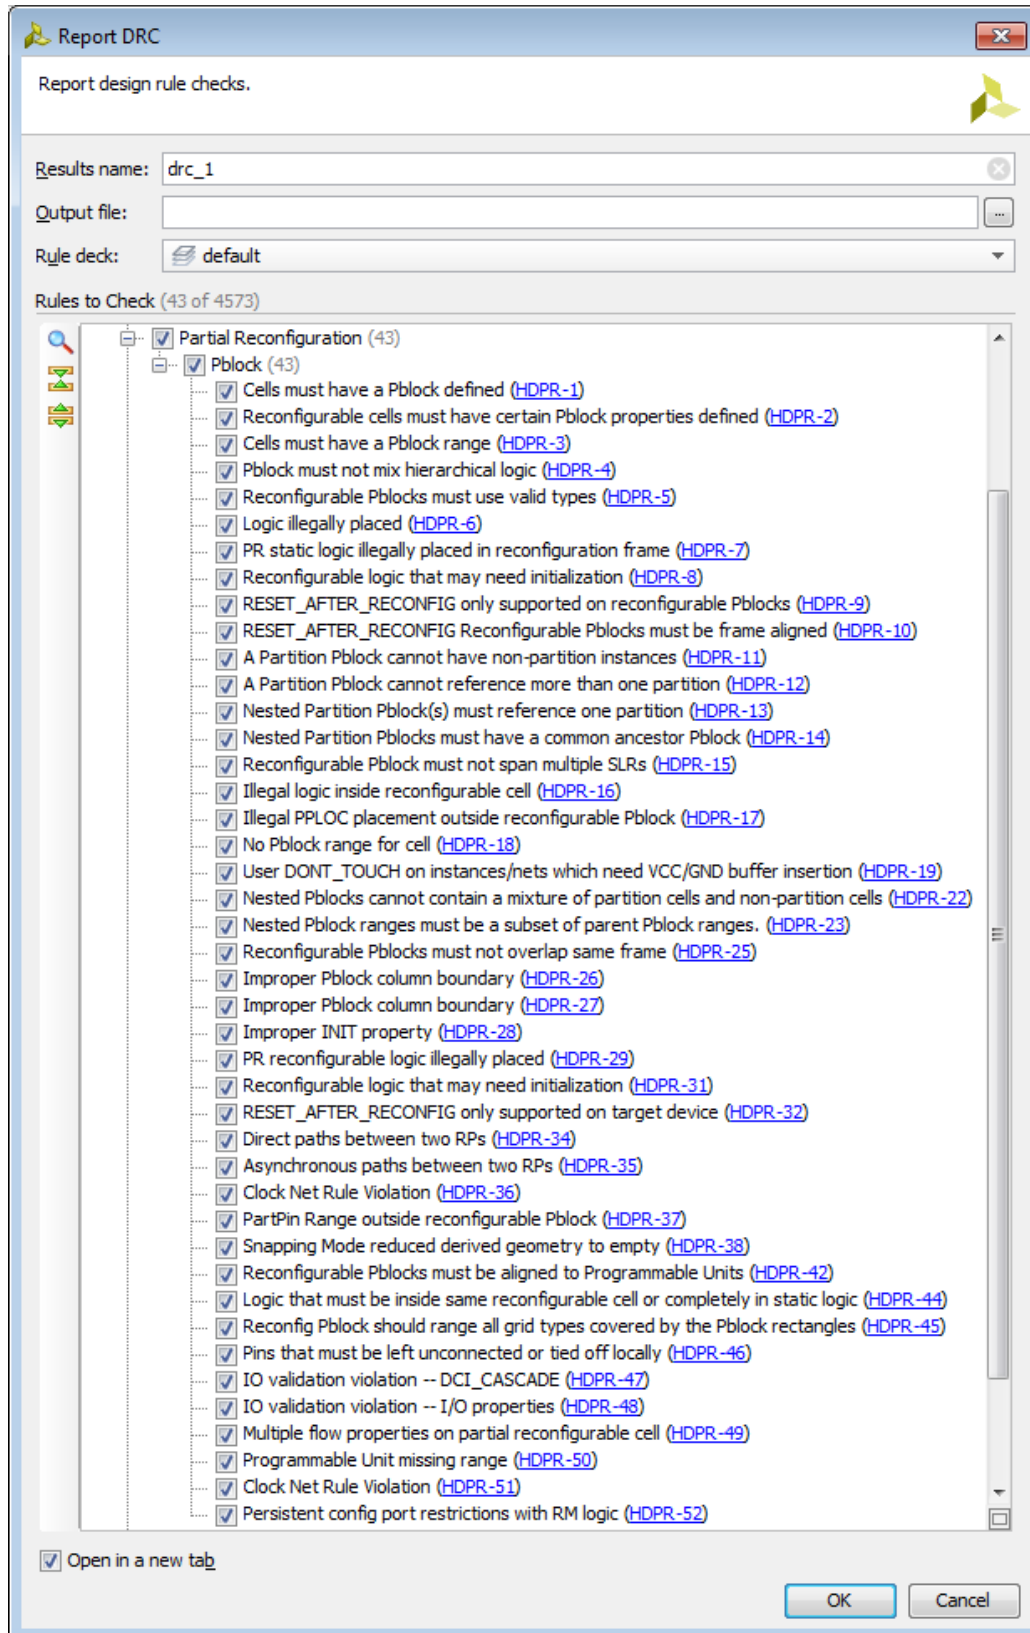 Report DRC
Report design rule checks.
Results name: drc_1
Output file:
...
Rule deck: default
Rules to Check (43 of 4573)
Partial Reconfiguration (43)
Pblock (43)
Cells must have a Pblock defined (HDPR-1)
Reconfigurable cells must have certain Pblock properties defined (HDPR-2)
Cells must have a Pblock range (HDPR-3)
Pblock must not mix hierarchical logic (HDPR-4)
Reconfigurable Pblocks must use valid types (HDPR-5)
Logic illegally placed (HDPR-6)
PR static logic illegally placed in reconfiguration frame (HDPR-7)
Reconfigurable logic that may need initialization (HDPR-8)
RESET_AFTER_RECONFIG only supported on reconfigurable Pblocks (HDPR-9)
RESET_AFTER_RECONFIG Reconfigurable Pblocks must be frame aligned (HDPR-10)
A Partition Pblock cannot have non-partition instances (HDPR-11)
A Partition Pblock cannot reference more than one partition (HDPR-12)
Nested Partition Pblock(s) must reference one partition (HDPR-13)
Nested Partition Pblocks must have a common ancestor Pblock (HDPR-14)
Reconfigurable Pblock must not span multiple SLRs (HDPR-15)
Illegal logic inside reconfigurable cell (HDPR-16)
Illegal PPLOC placement outside reconfigurable Pblock (HDPR-17)
No Pblock range for cell (HDPR-18)
User DONT_TOUCH on instances/nets which need VCC/GND buffer insertion (HDPR-19)
Nested Pblocks cannot contain a mixture of partition cells and non-partition cells (HDPR-22)
Nested Pblock ranges must be a subset of parent Pblock ranges. (HDPR-23)
Reconfigurable Pblocks must not overlap same frame (HDPR-25)
Improper Pblock column boundary (HDPR-26)
Improper Pblock column boundary (HDPR-27)
Improper INIT property (HDPR-28)
PR reconfigurable logic illegally placed (HDPR-29)
Reconfigurable logic that may need initialization (HDPR-31)
RESET_AFTER_RECONFIG only supported on target device (HDPR-32)
Direct paths between two RPs (HDPR-34)
Asynchronous paths between two RPs (HDPR-35)
Clock Net Rule Violation (HDPR-36)
PartPin Range outside reconfigurable Pblock (HDPR-37)
Snapping Mode reduced derived geometry to empty (HDPR-38)
Reconfigurable Pblocks must be aligned to Programmable Units (HDPR-42)
Logic that must be inside same reconfigurable cell or completely in static logic (HDPR-44)
Reconfig Pblock should range all grid types covered by the Pblock rectangles (HDPR-45)
Pins that must be left unconnected or tied off locally (HDPR-46)
IO validation violation -- DCI_CASCADE (HDPR-47)
IO validation violation -- I/O properties (HDPR-48)
Multiple flow properties on partial reconfigurable cell (HDPR-49)
Programmable Unit missing range (HDPR-50)
Clock Net Rule Violation (HDPR-51)
Persistent config port restrictions with RM logic (HDPR-52)
Open in a new tab
OK Cancel